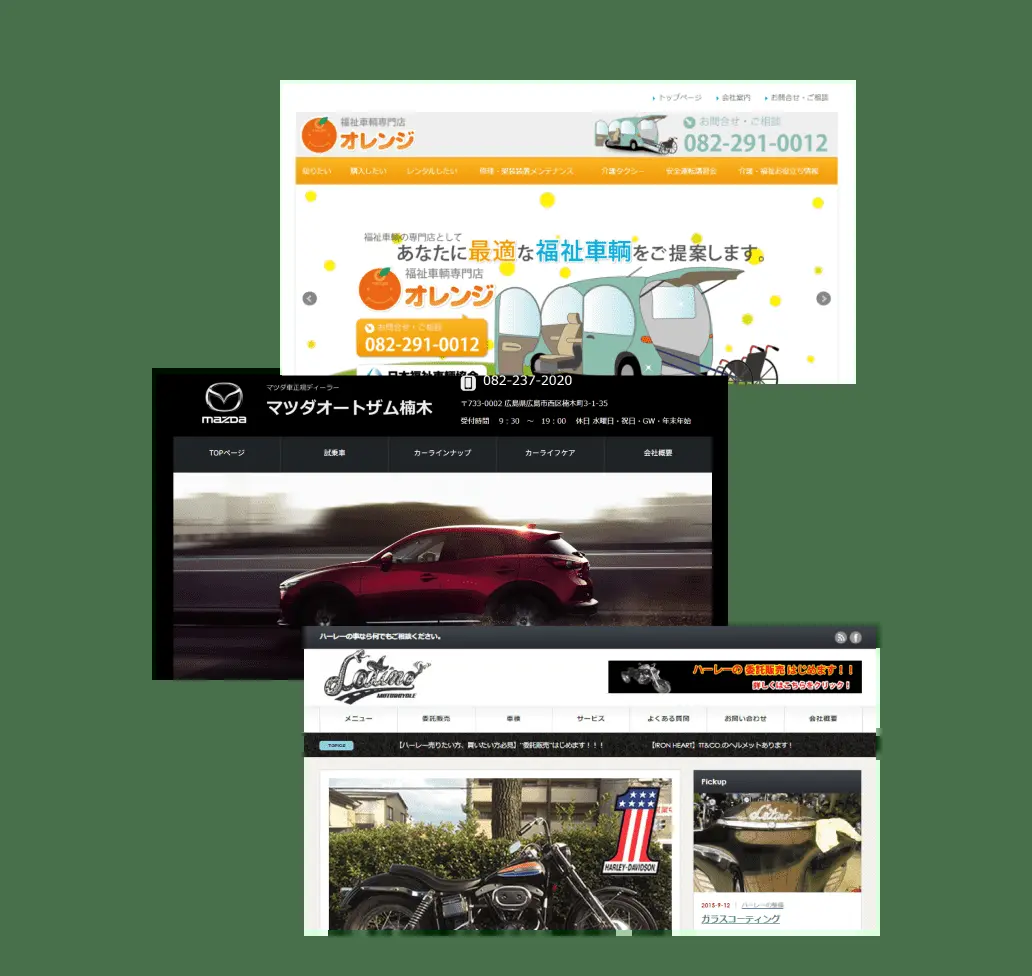 トップページ 会社案内 お問合せ・ご相談
福祉車輌専門店
オレンジ
お問合せ・ご相談
082-291-0012
売りたい 購入したい レンタルしたい 修理・架装装置メンテナンス 介護タクシー 安全運転講習会 介護・福祉お役立ち情報
福祉車輌の専門店として
あなたに最適な福祉車輌をご提案します。
福祉車輌専門店
オレンジ
お問合せ・ご相談
082-291-0012
日本福祉車輌協会
mazda
マツダ車正規ディーラー
マツダオートザム楠木
082-237-2020
〒733-0002 広島県広島市西区楠木町3-1-35
受付時間 9:30 ～ 19:00 休日 水曜日・祝日・GW・年末年始
TOPページ 試乗車 カーラインナップ カーライフケア 会社概要
ハーレーの事なら何でもご相談ください。
Latino
MOTORCYCLE
ハーレーの 委託販売 はじめます！！
詳しくはこちらをクリック！
メニュー 委託販売 車検 サービス よくある質問 お問い合わせ 会社概要
TOPICS 【ハーレー売りたい方、買いたい方必見】"委託販売"はじめます！！！ 【IRON HEART】TT&CO.のヘルメットあります！
1
HARLEY-DAVIDSON
Pickup
Latino
2015-9-12 ハーレーの整備
ガラスコーティング